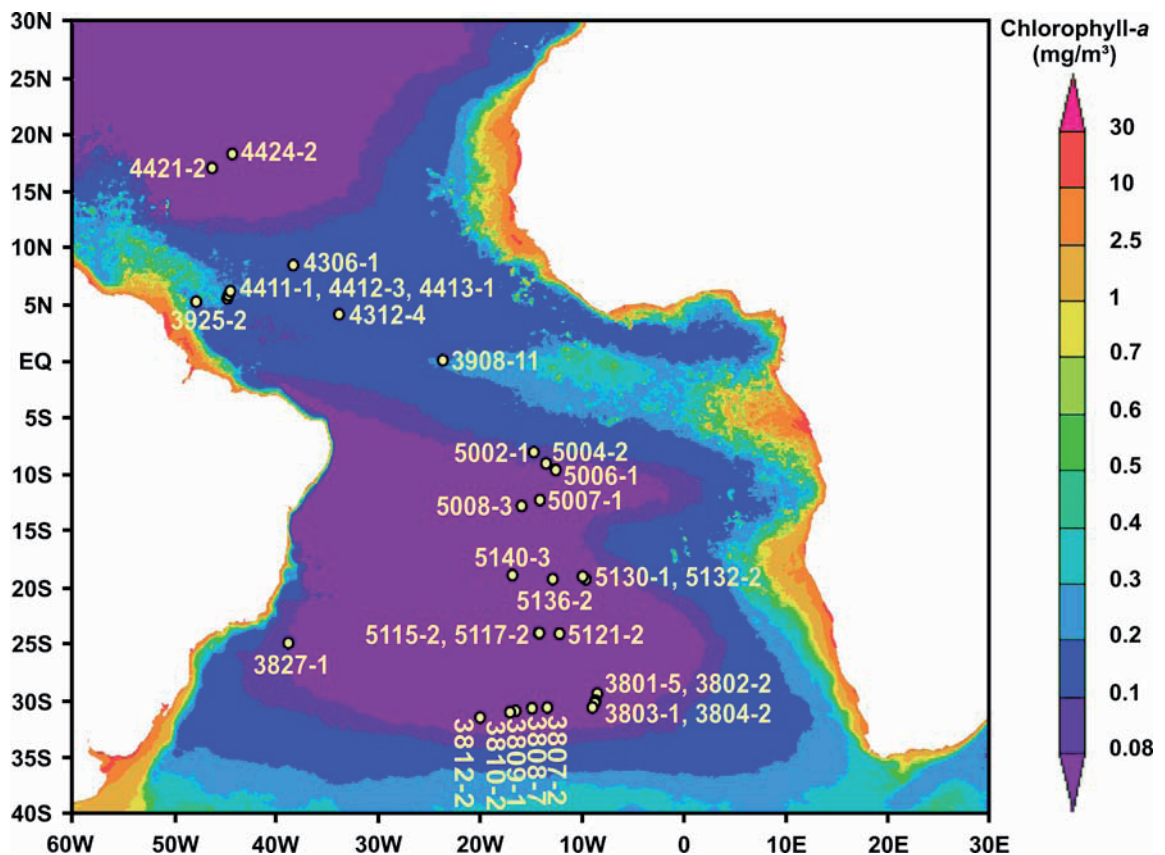 30N
25N
20N
15N
10N
5N
EQ
5S
10S
15S
20S
25S
30S
35S
40S
60W
50W
40W
30W
20W
10W
0
10E
20E
30E
4424-2
4421-2
4306-1
4411-1, 4412-3, 4413-1
3925-2
4312-4
3908-11
5002-1
5004-2
5006-1
5007-1
5008-3
5140-3
5130-1, 5132-2
5136-2
5115-2, 5117-2
5121-2
3827-1
3801-5, 3802-2
3803-1, 3804-2
3812-2
3810-2
3809-1
3808-7
3807-2
Chlorophyll-a
(mg/m³)
30
10
2.5
1
0.7
0.6
0.5
0.4
0.3
0.2
0.1
0.08